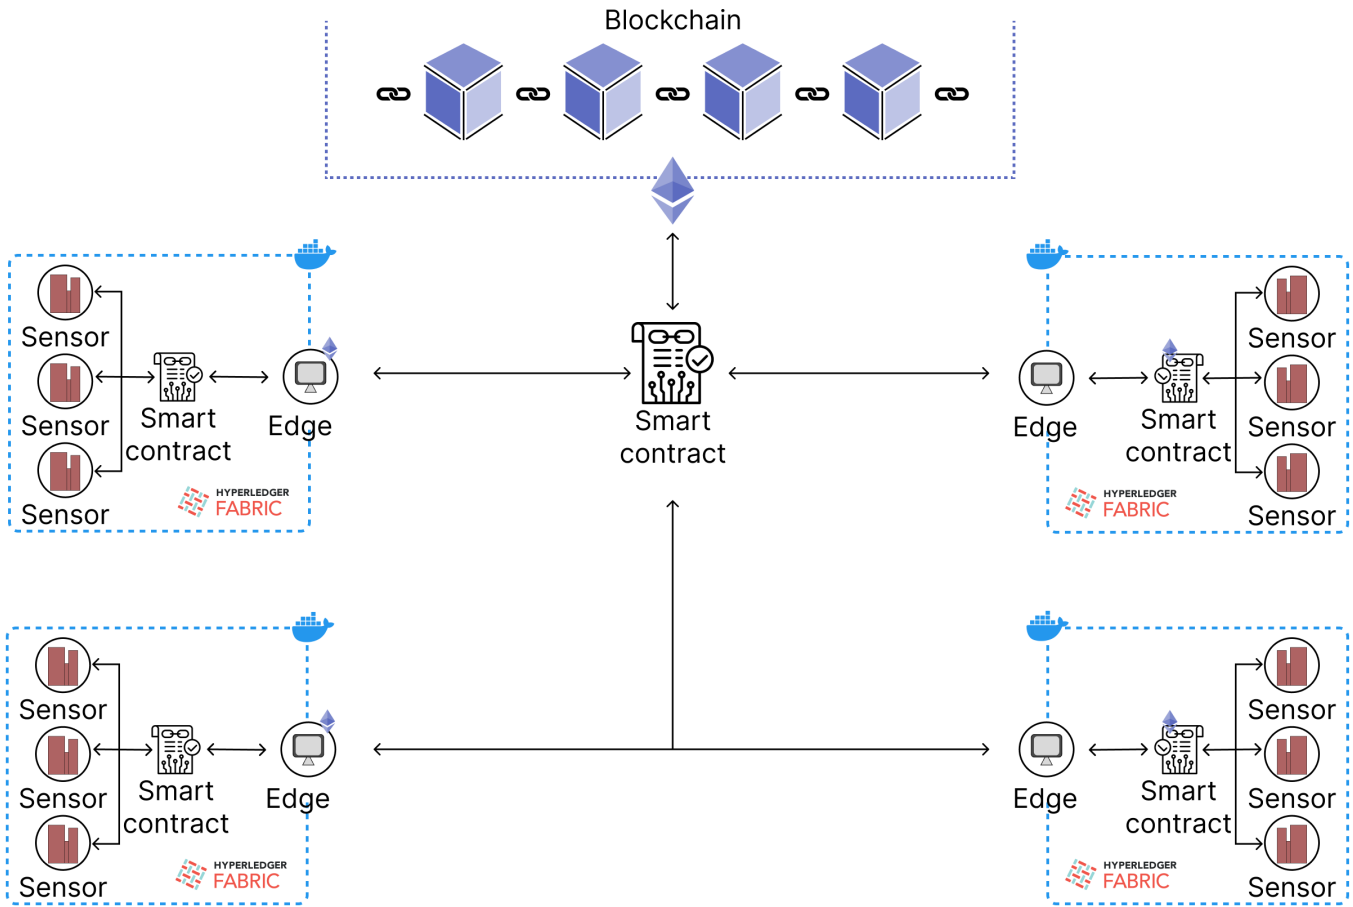 Blockchain
Sensor
Sensor
Sensor
Smart
contract
Edge
HYPERLEDGER
FABRIC
Smart
contract
Edge
Smart
contract
Sensor
Sensor
Sensor
HYPERLEDGER
FABRIC
Sensor
Sensor
Sensor
Smart
contract
Edge
HYPERLEDGER
FABRIC
Edge
Smart
contract
Sensor
Sensor
Sensor
HYPERLEDGER
FABRIC